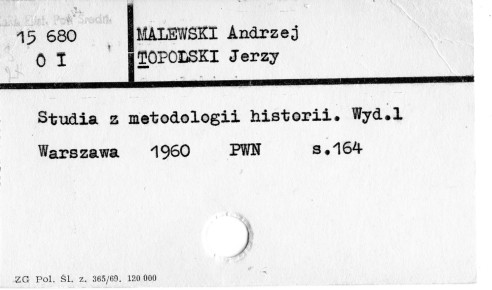 15 680
O I
MALEWSKI Andrzej
TOPOLSKI Jerzy
Studia z metodologii historii. Wyd.1
Warszawa 1960 PWN s.164
ZG Pol. Śl. z. 365/69. 120 000